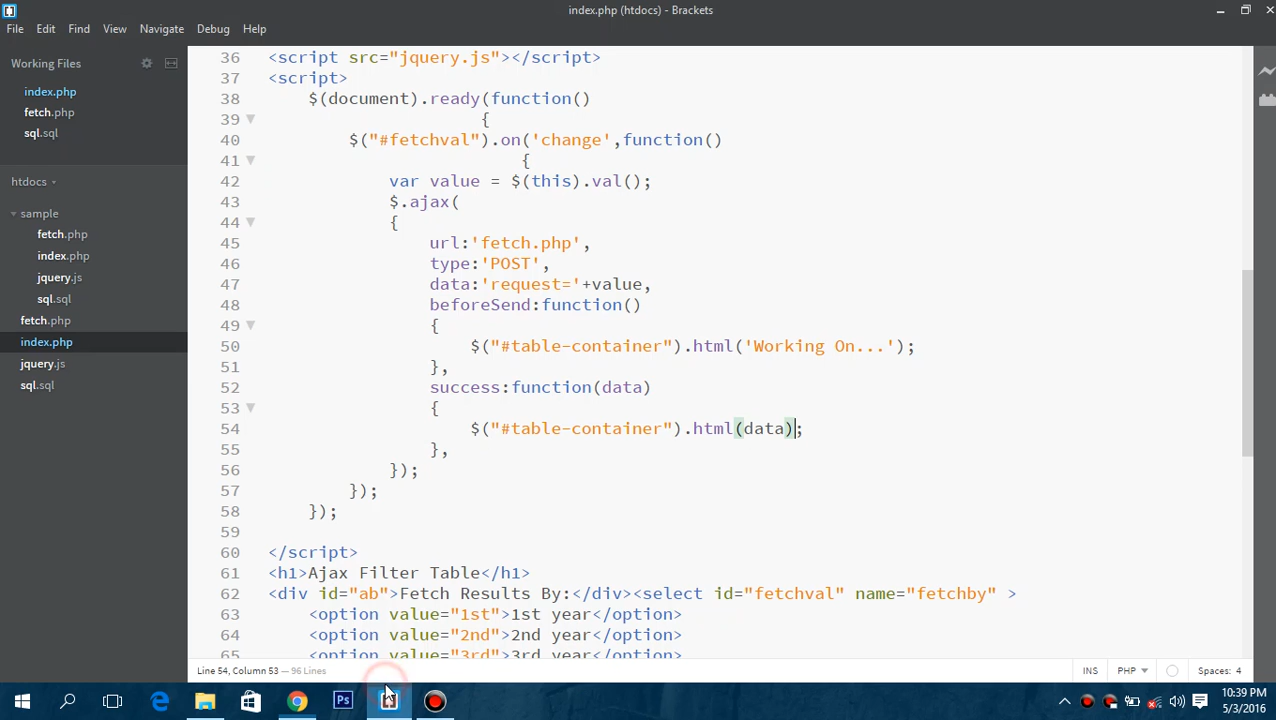 index.php (htdocs) - Brackets
File Edit Find View Navigate Debug Help
Working Files
index.php
fetch.php
sql.sql
htdocs
sample
fetch.php
index.php
jquery.js
sql.sql
fetch.php
index.php
jquery.js
sql.sql
36 <script src="jquery.js"></script>
37 <script>
38 $(document).ready(function()
39 {
40 $("#fetchval").on('change',function()
41 {
42 var value = $(this).val();
43 $.ajax(
44 {
45 url:'fetch.php',
46 type:'POST',
47 data:'request='+value,
48 beforeSend:function()
49 {
50 $("#table-container").html('Working On...');
51 },
52 success:function(data)
53 {
54 $("#table-container").html(data);
55 },
56 });
57 });
58 });
59
60 </script>
61 <h1>Ajax Filter Table</h1>
62 <div id="ab">Fetch Results By:</div><select id="fetchval" name="fetchby" >
63 <option value="1st">1st year</option>
64 <option value="2nd">2nd year</option>
65 <option value="3rd">3rd year</option>
Line 54, Column 53 — 96 Lines
INS PHP Spaces: 4
Ps
10:39 PM
5/3/2016